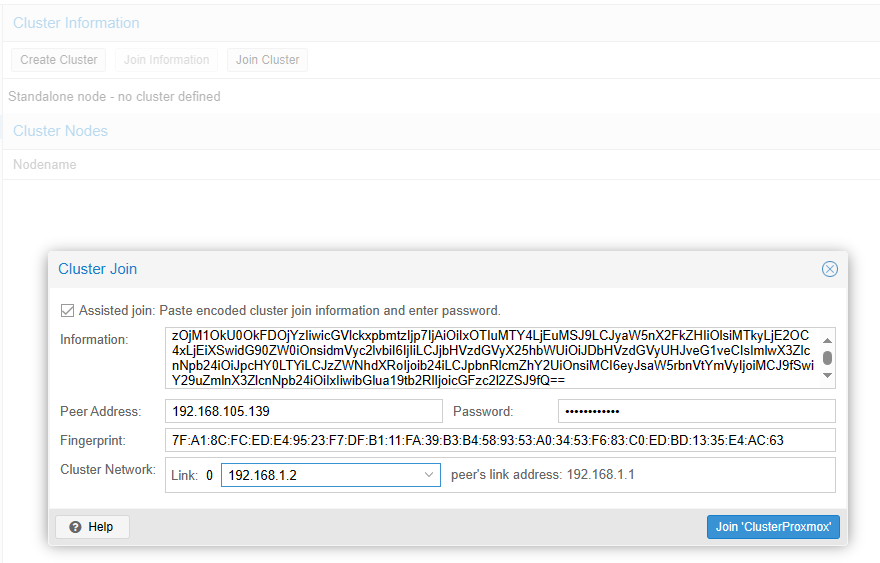 Cluster Information
Create Cluster Join Information Join Cluster
Standalone node - no cluster defined
Cluster Nodes
Nodename
Cluster Join
Assisted join: Paste encoded cluster join information and enter password.
Information:
Peer Address: 192.168.105.139 Password: ••••••••••••
Fingerprint: 7F:A1:8C:FC:ED:E4:95:23:F7:DF:B1:11:FA:39:B3:B4:58:93:53:A0:34:53:F6:83:C0:ED:BD:13:35:E4:AC:63
Cluster Network: Link: 0 192.168.1.2 peer's link address: 192.168.1.1
Help Join 'ClusterProxmox'